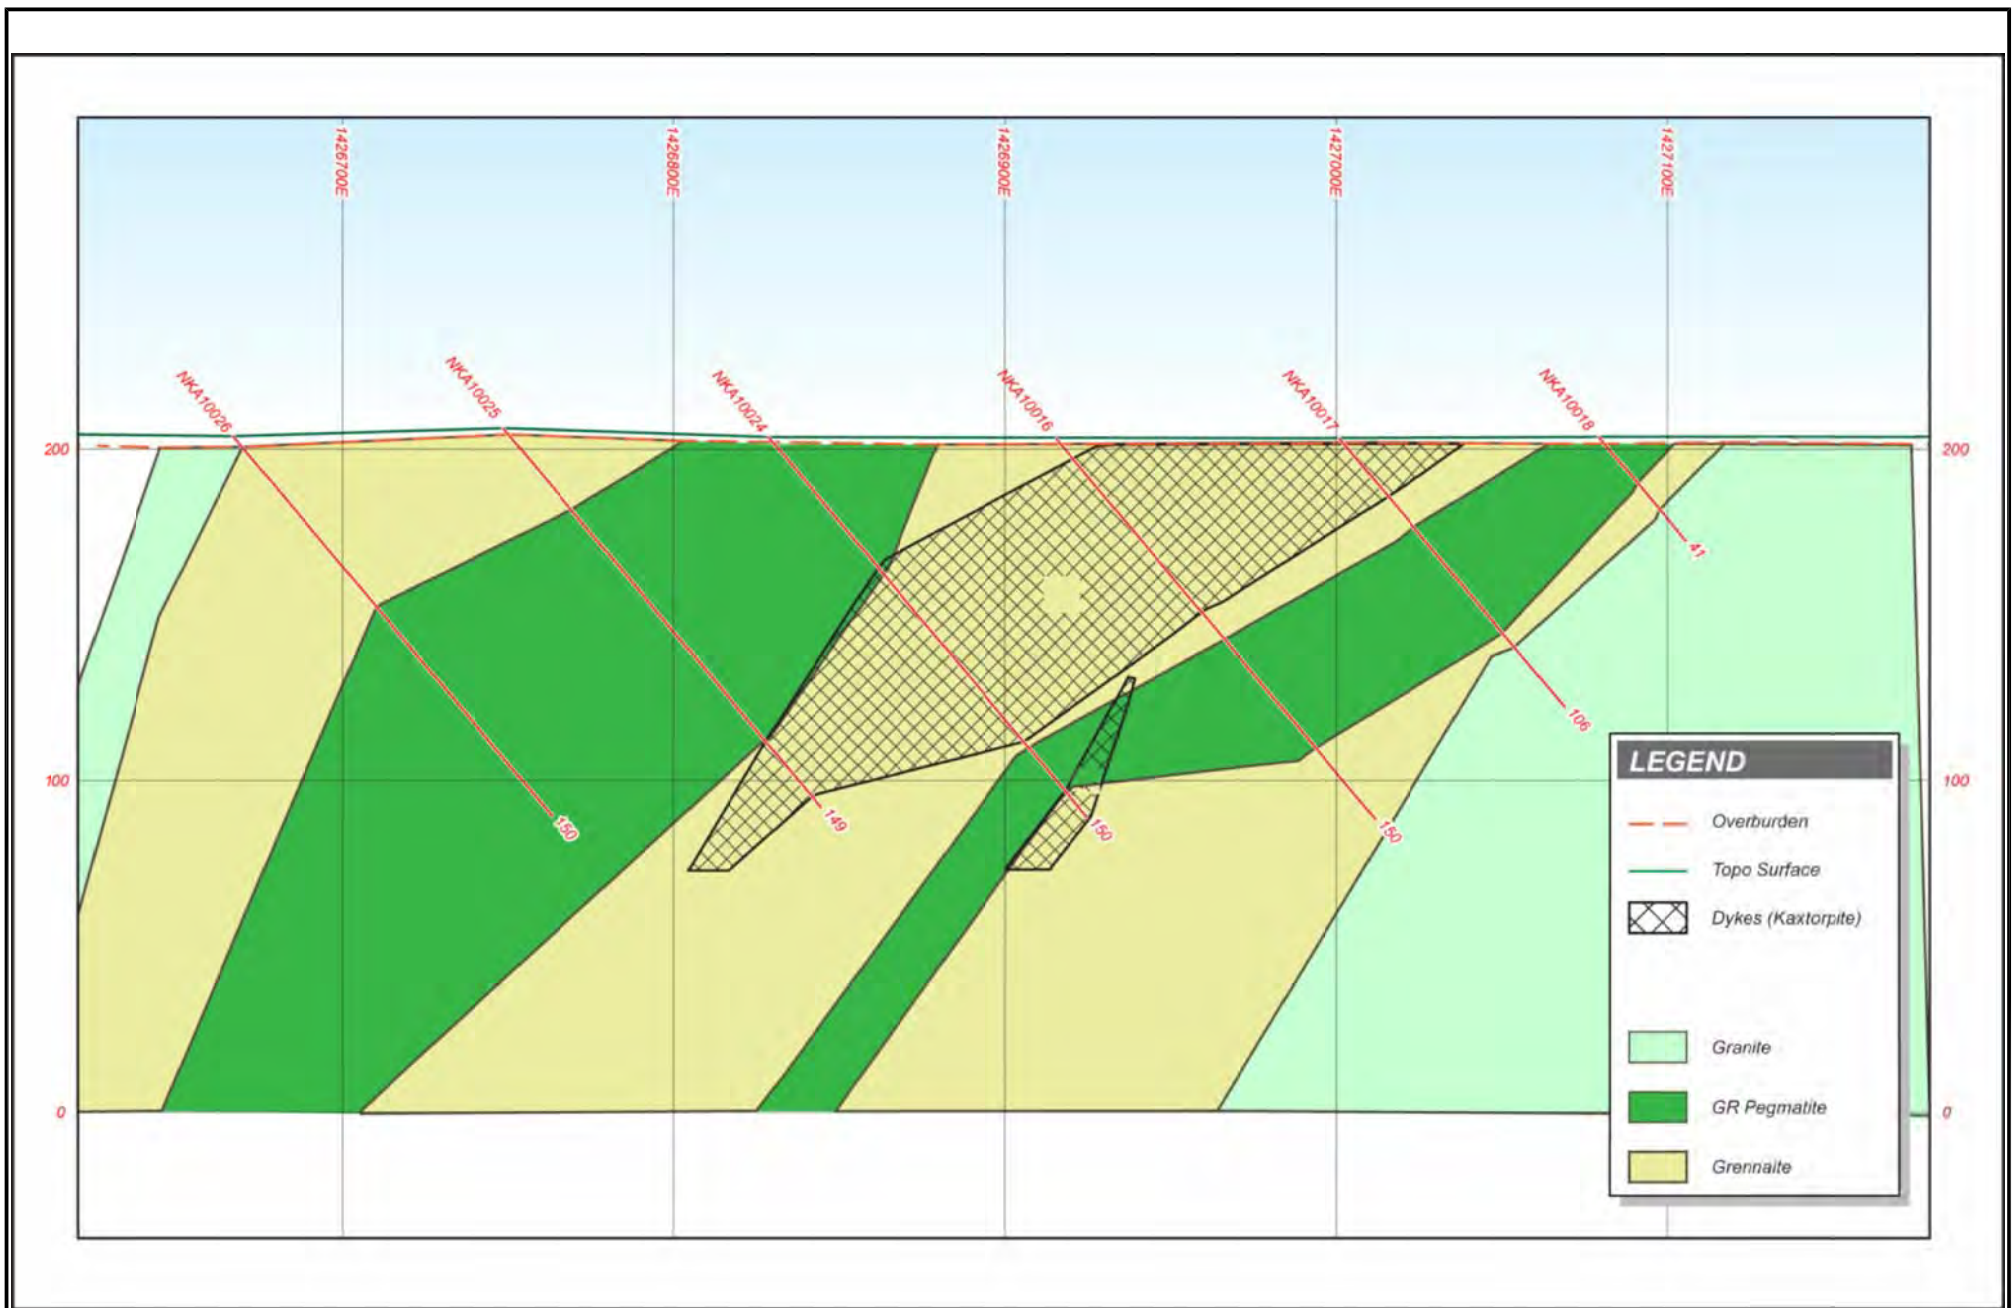 1426700E
1426800E
1426900E
1427000E
1427100E
NKA10026
NKA10025
NKA10024
NKA10016
NKA10017
NKA10018
200
200
41
106
100
100
150
149
150
150
0
0
LEGEND
Overburden
Topo Surface
Dykes (Kaxtorpite)
Granite
GR Pegmatite
Grennaite